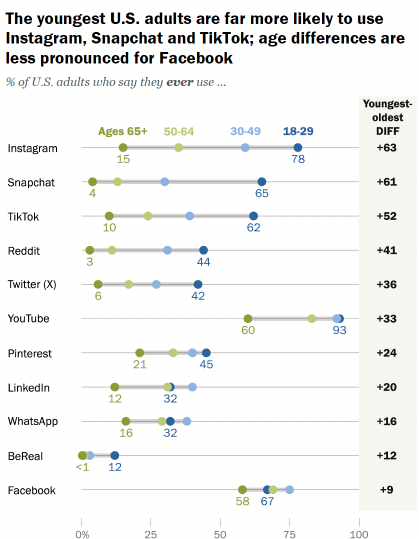 The youngest U.S. adults are far more likely to use
Instagram, Snapchat and TikTok; age differences are
less pronounced for Facebook
% of U.S. adults who say they ever use ...
Youngest-
oldest
DIFF
Ages 65+ 50-64 30-49 18-29
Instagram 15 78 +63
Snapchat 4 65 +61
TikTok 10 62 +52
Reddit 3 44 +41
Twitter (X) 6 42 +36
YouTube 60 93 +33
Pinterest 21 45 +24
LinkedIn 12 32 +20
WhatsApp 16 32 +16
BeReal <1 12 +12
Facebook 58 67 +9
0% 25 50 75 100